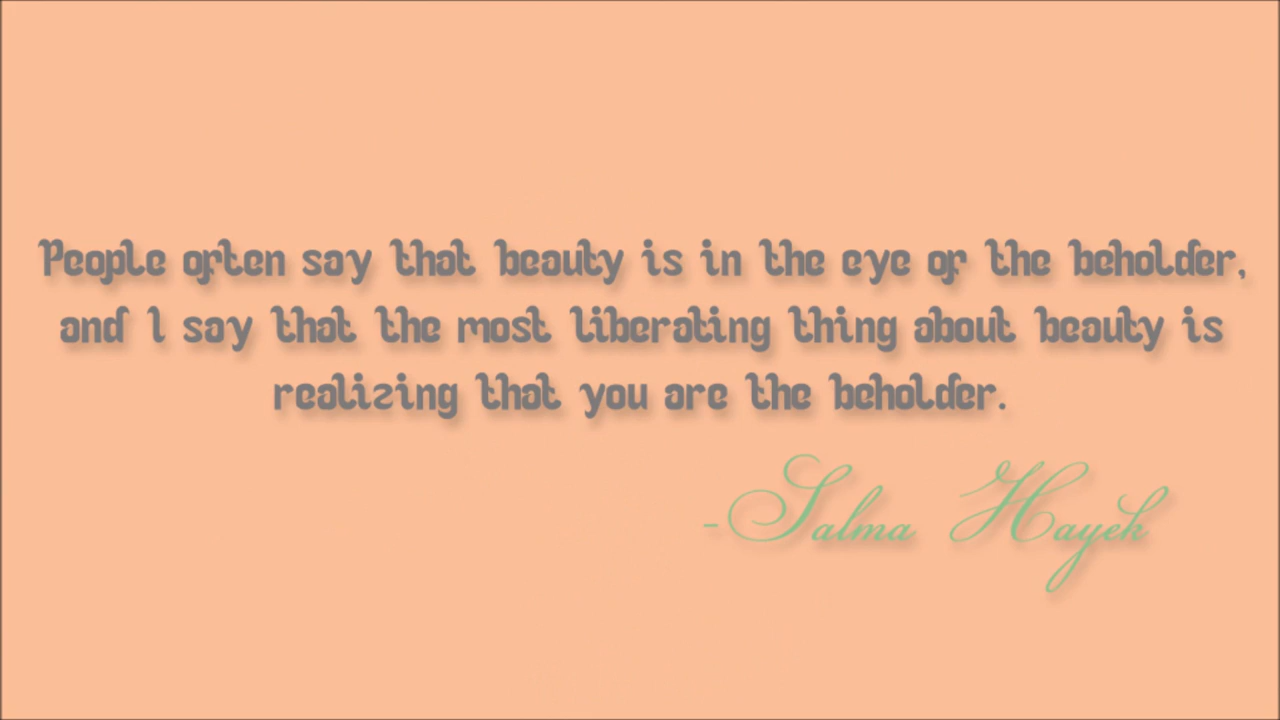 People often say that beauty is in the eye of the beholder,
and I say that the most liberating thing about beauty is
realizing that you are the beholder.
-Salma Hayek